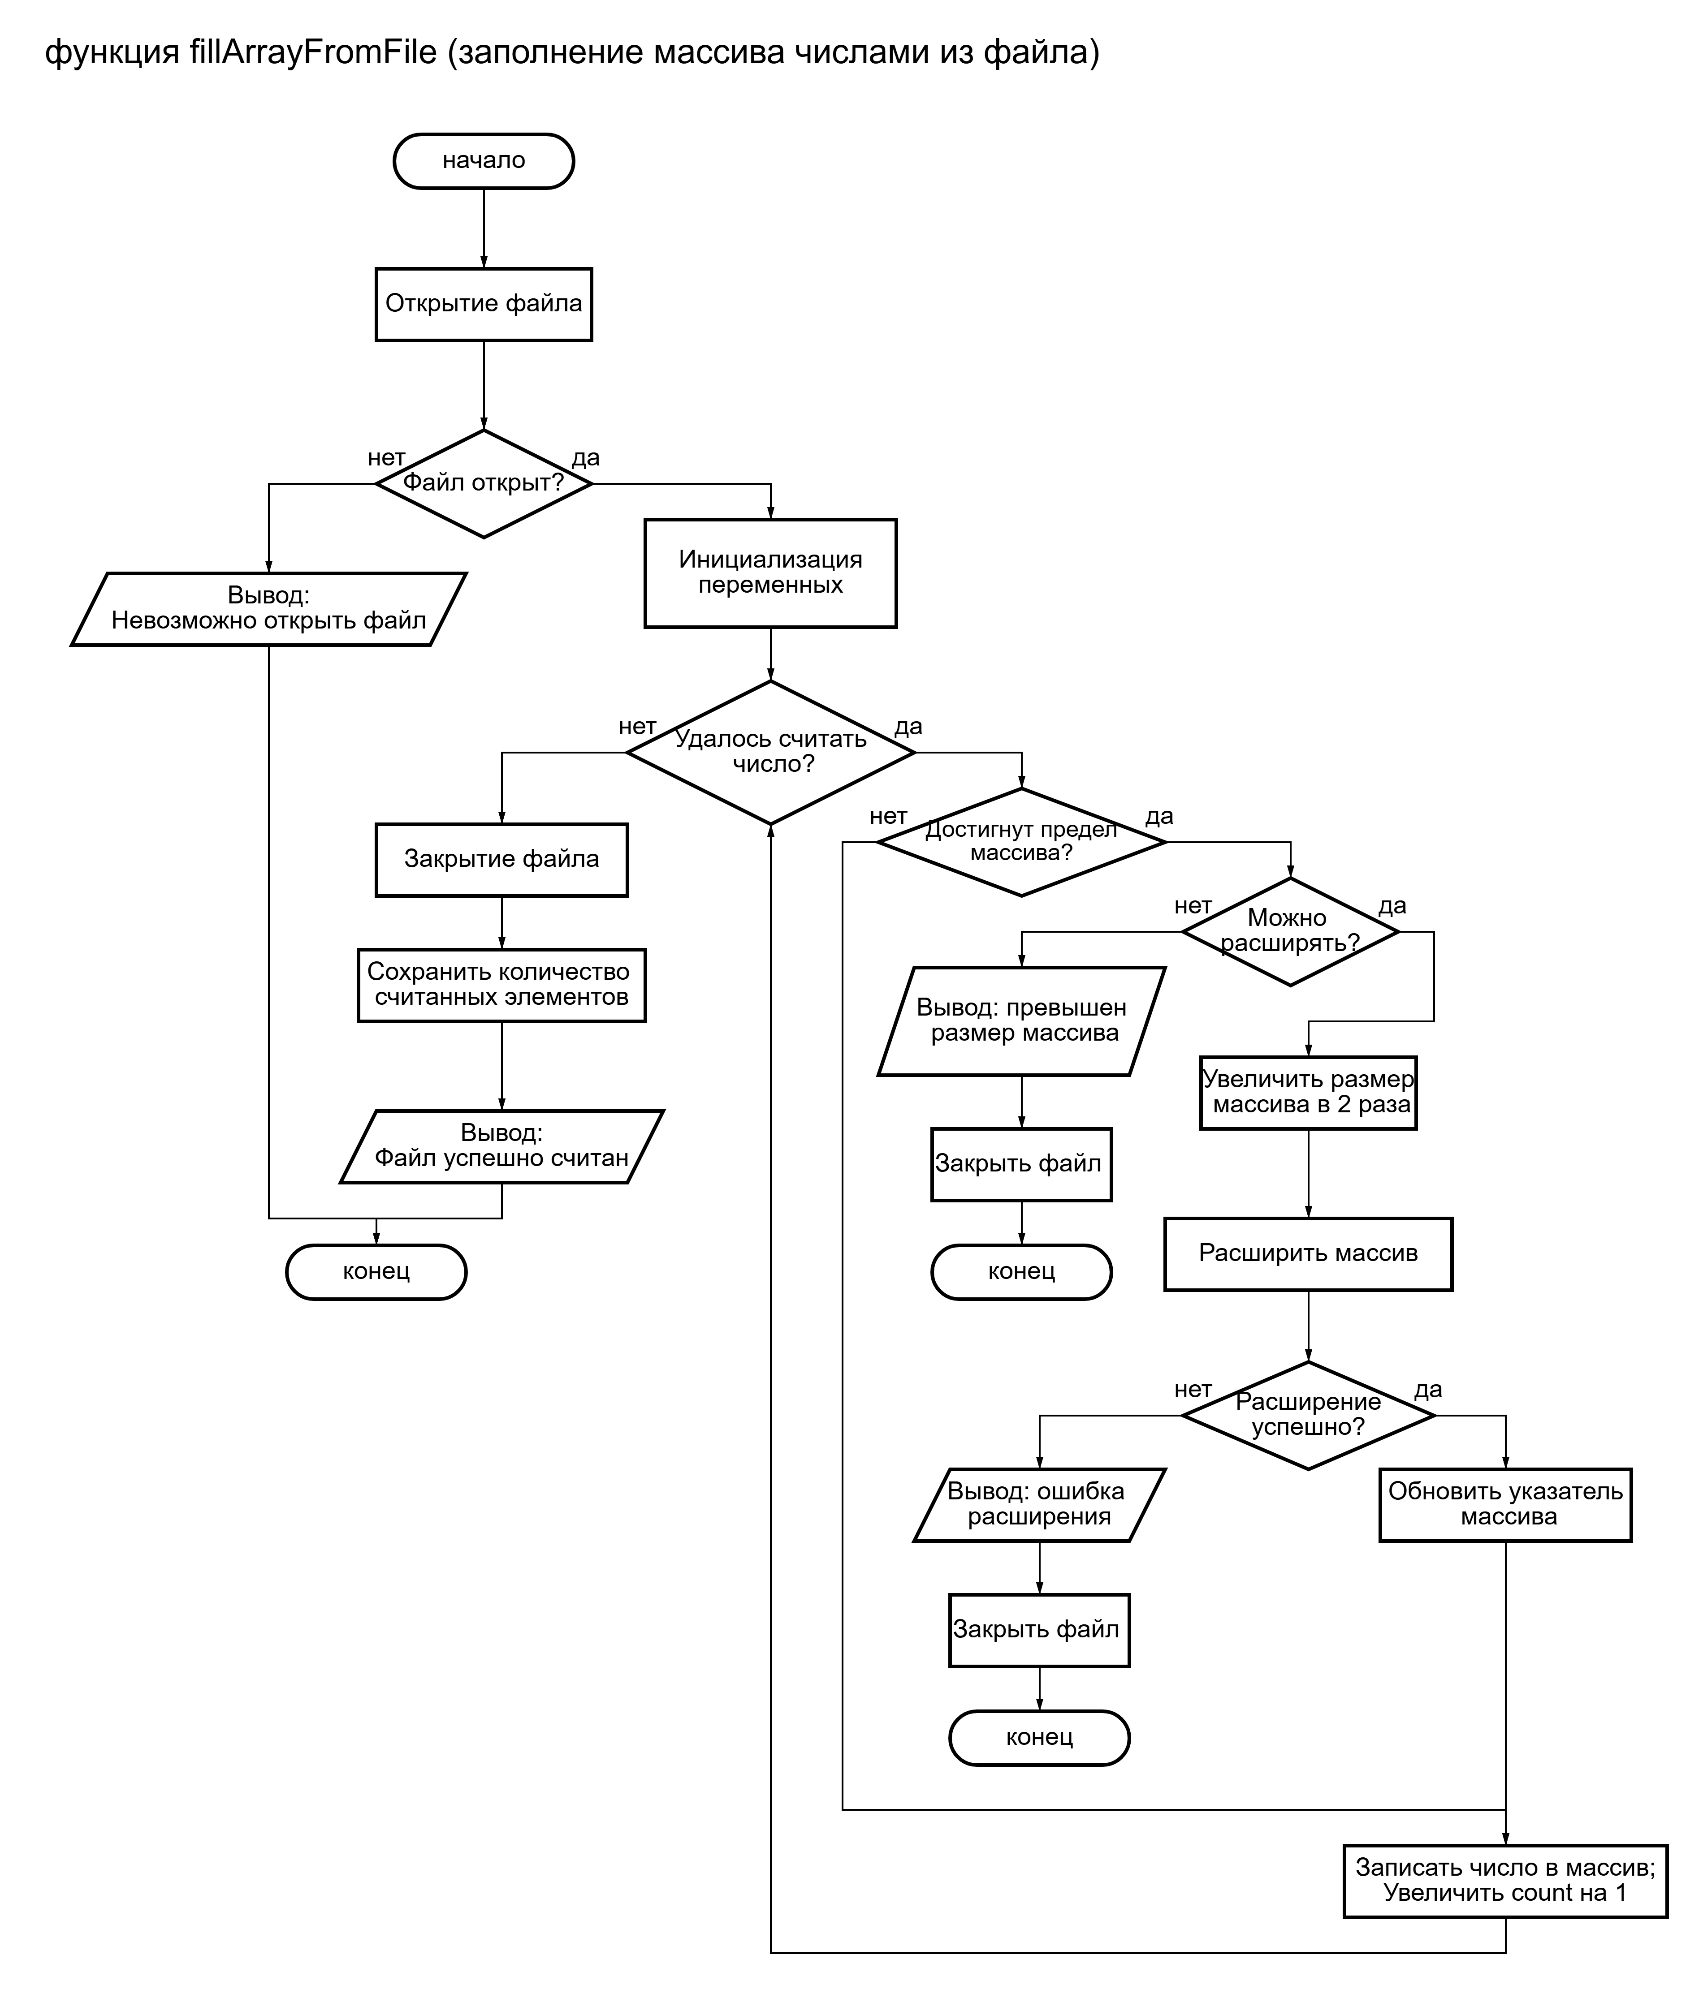 функция fillArrayFromFile (заполнение массива числами из файла)
начало
Открытие файла
нет
да
Файл открыт?
Вывод:
Невозможно открыть файл
Инициализация
переменных
нет
да
Удалось считать
число?
Закрытие файла
Сохранить количество
считанных элементов
Вывод:
Файл успешно считан
конец
нет
да
Достигнут предел
массива?
нет
да
Можно
расширять?
Вывод: превышен
размер массива
Закрыть файл
конец
Увеличить размер
массива в 2 раза
Расширить массив
нет
да
Расширение
успешно?
Вывод: ошибка
расширения
Закрыть файл
конец
Обновить указатель
массива
Записать число в массив;
Увеличить count на 1